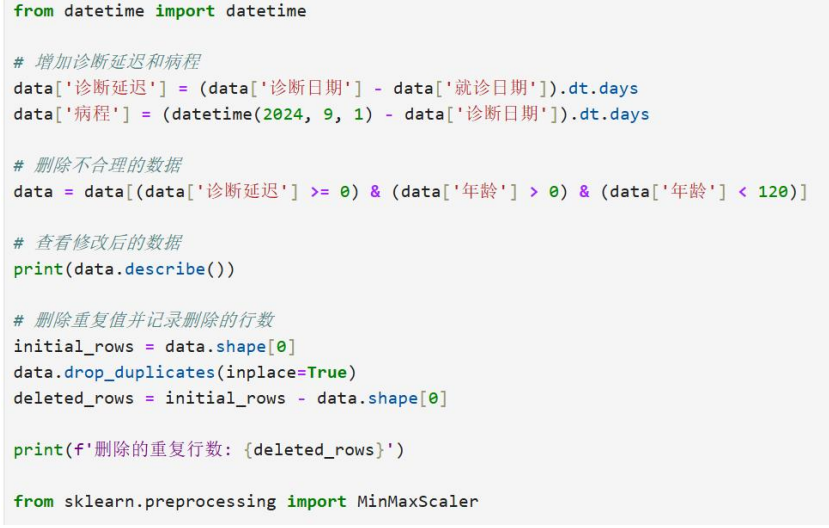 from datetime import datetime
# 增加诊断延迟和病程
data['诊断延迟'] = (data['诊断日期'] - data['就诊日期']).dt.days
data['病程'] = (datetime(2024, 9, 1) - data['诊断日期']).dt.days
# 删除不合理的数据
data = data[(data['诊断延迟'] >= 0) & (data['年龄'] > 0) & (data['年龄'] < 120)]
# 查看修改后的数据
print(data.describe())
# 删除重复值并记录删除的行数
initial_rows = data.shape[0]
data.drop_duplicates(inplace=True)
deleted_rows = initial_rows - data.shape[0]
print(f'删除的重复行数: {deleted_rows}')
from sklearn.preprocessing import MinMaxScaler